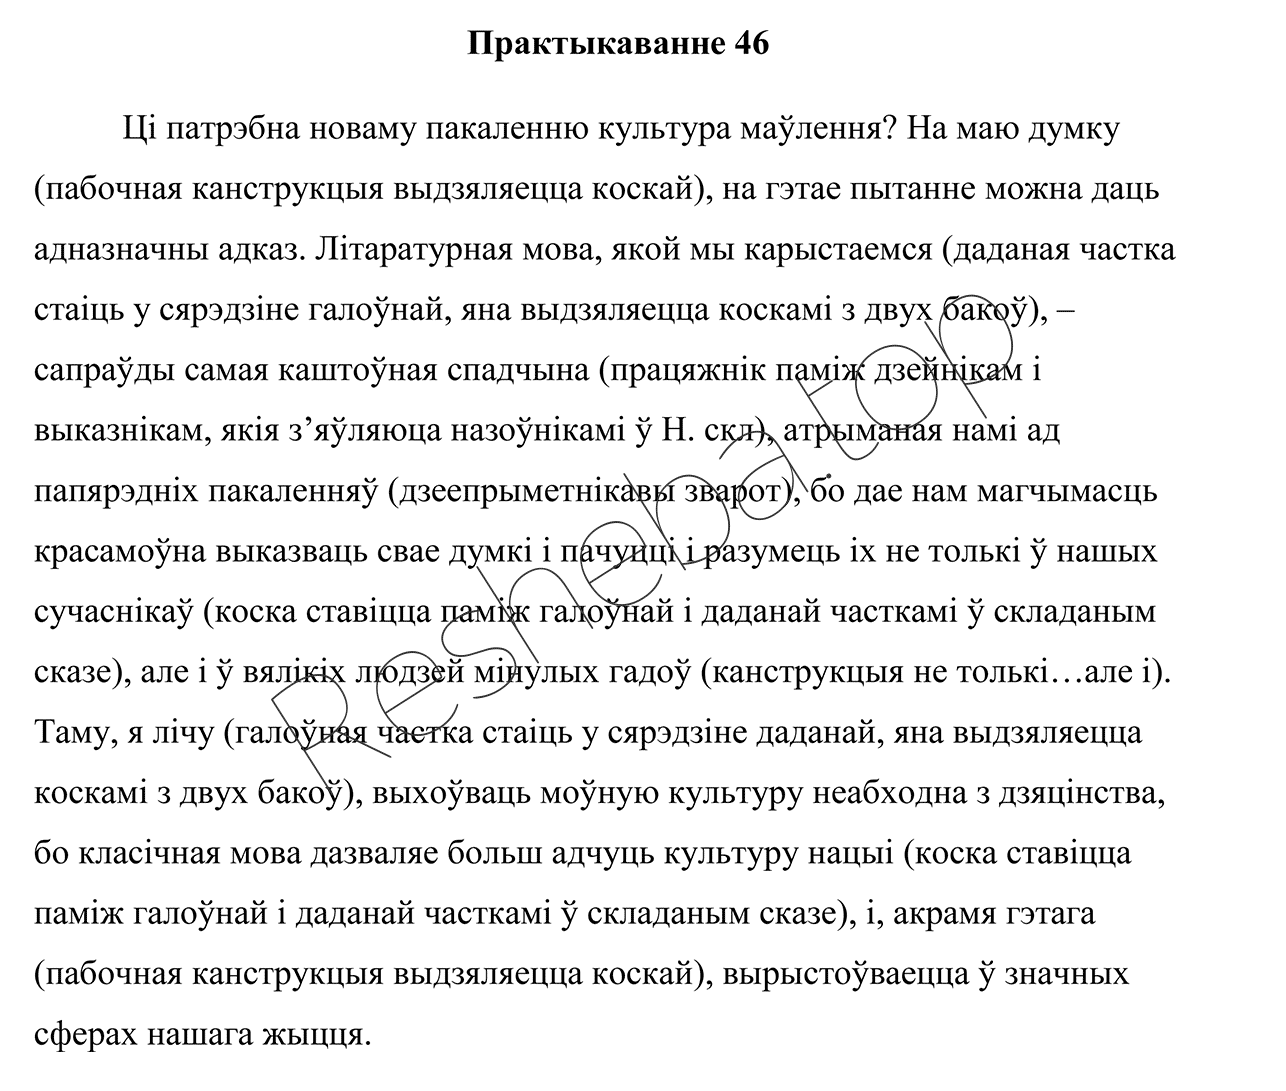 Практыкаванне 46
Ці патрэбна новаму пакаленню культура маўлення? На маю думку
(пабочная канструкцыя выдзяляецца коскай), на гэтае пытанне можна даць
адназначны адказ. Літаратурная мова, якой мы карыстаемся (даданая частка
стаіць у сярэдзіне галоўнай, яна выдзяляецца коскамі з двух бакоў), –
сапраўды самая каштоўная спадчына (працяжнік паміж дзейнікам і
выказнікам, якія з’яўляюца назоўнікамі ў Н. скл), атрыманая намі ад
папярэдніх пакаленняў (дзеепрыметнікавы зварот), бо дае нам магчымасць
красамоўна выказваць свае думкі і пачуцці і разумець іх не толькі ў нашых
сучаснікаў (коска ставіцца паміж галоўнай і даданай часткамі ў складаным
сказе), але і ў вялікіх людзей мінулых гадоў (канструкцыя не толькі…але і).
Таму, я лічу (галоўная частка стаіць у сярэдзіне даданай, яна выдзяляецца
коскамі з двух бакоў), выхоўваць моўную культуру неабходна з дзяцінства,
бо класічная мова дазваляе больш адчуць культуру нацыі (коска ставіцца
паміж галоўнай і даданай часткамі ў складаным сказе), і, акрамя гэтага
(пабочная канструкцыя выдзяляецца коскай), вырыстоўваецца ў значных
сферах нашага жыцця.
Resheba.top